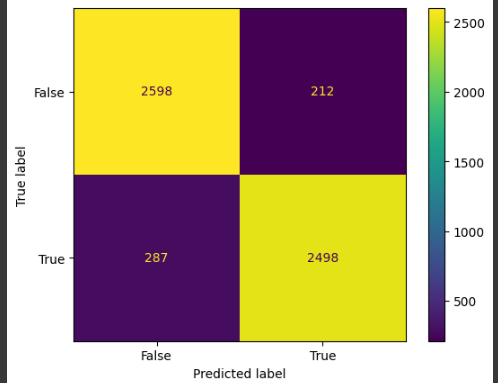 2500
False
2598
212
2000
True label
1500
1000
True
287
2498
500
False
True
Predicted label